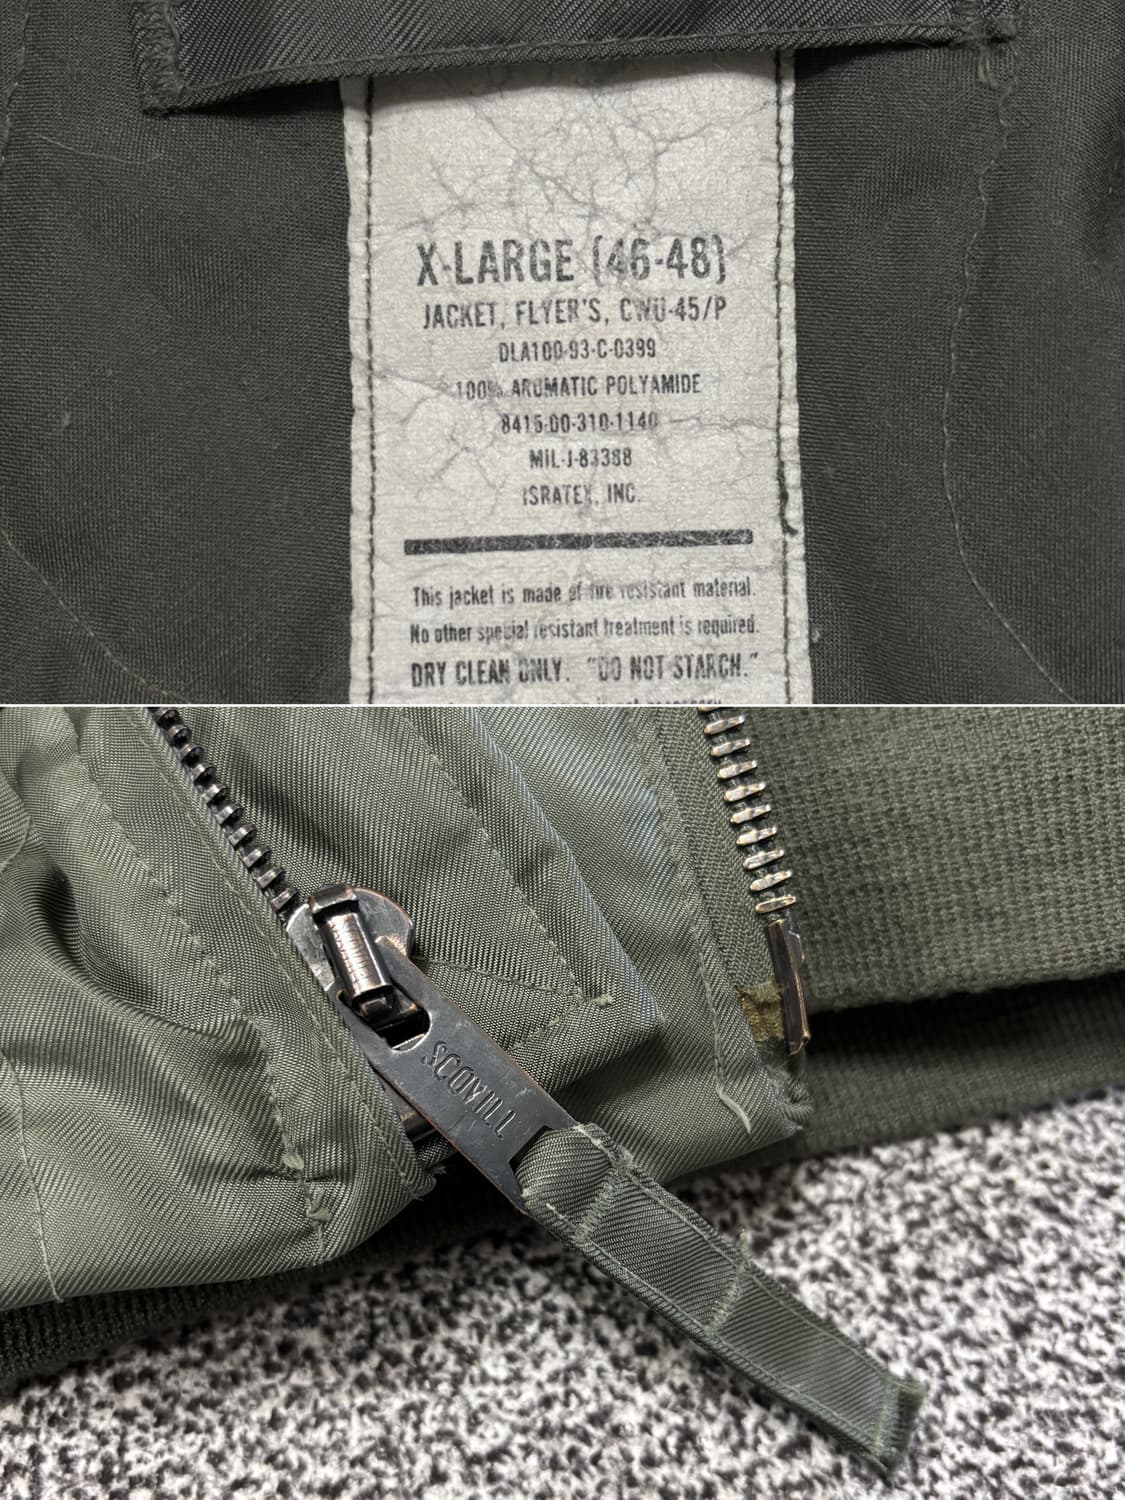 X-LARGE (46-48)
JACKET, FLYER'S, CWU-45/P
DLA100-93-C-0399
100% AROMATIC POLYAMIDE
8415-00-310-1140
MIL-J-83388
ISRATEX, INC.
This jacket is made of fire resistant material.
No other special resistant treatment is required.
DRY CLEAN ONLY. "DO NOT STARCH."
SCOVILL